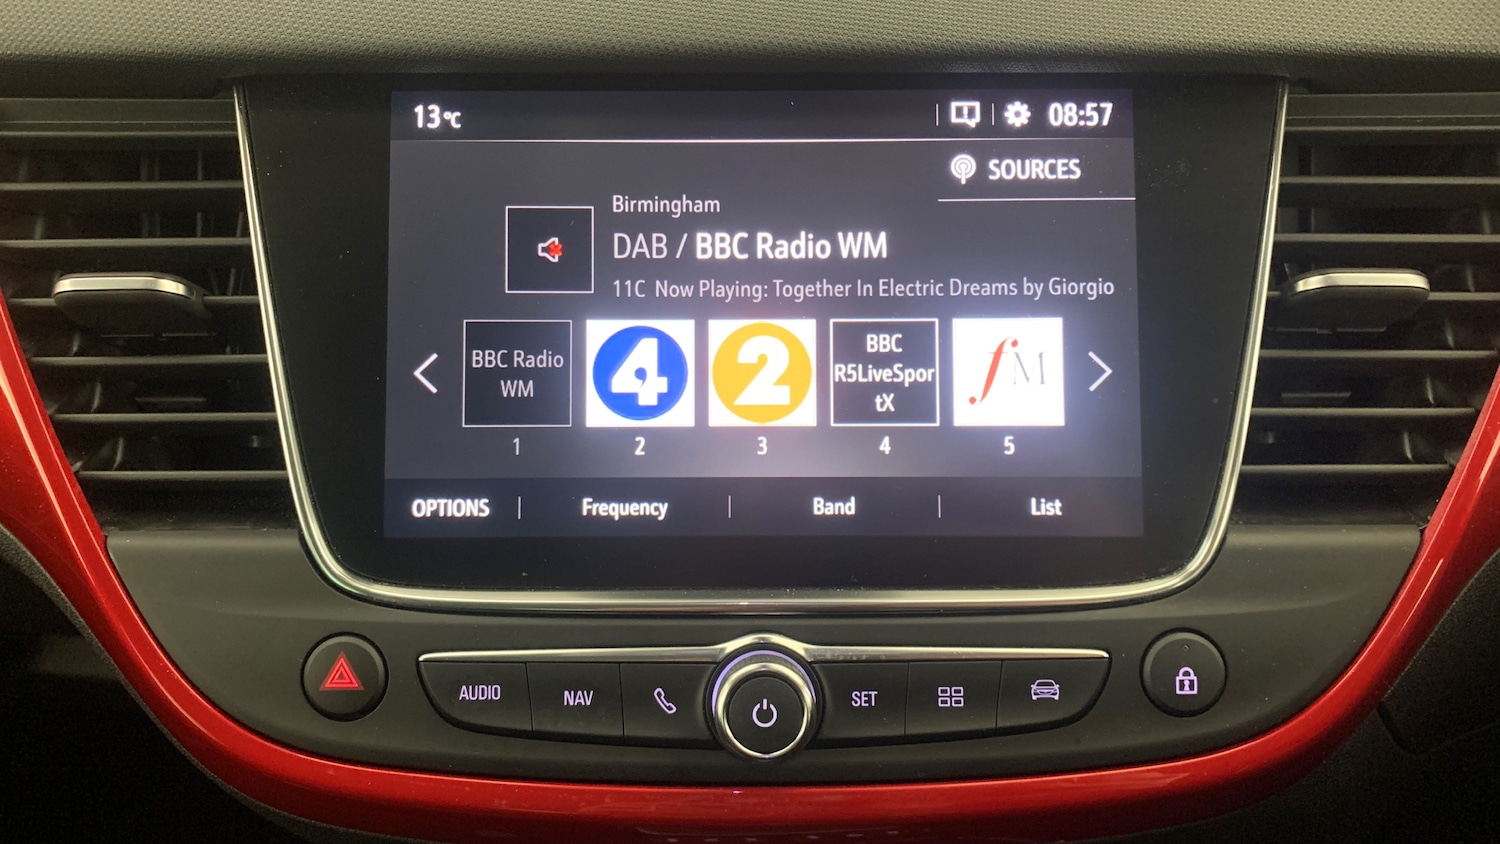 13°C
08:57
SOURCES
Birmingham
DAB / BBC Radio WM
11C Now Playing: Together In Electric Dreams by Giorgio
BBC Radio
WM
4
2
BBC
R5LiveSpor
tX
fM
1
2
3
4
5
OPTIONS
Frequency
Band
List
AUDIO
NAV
SET